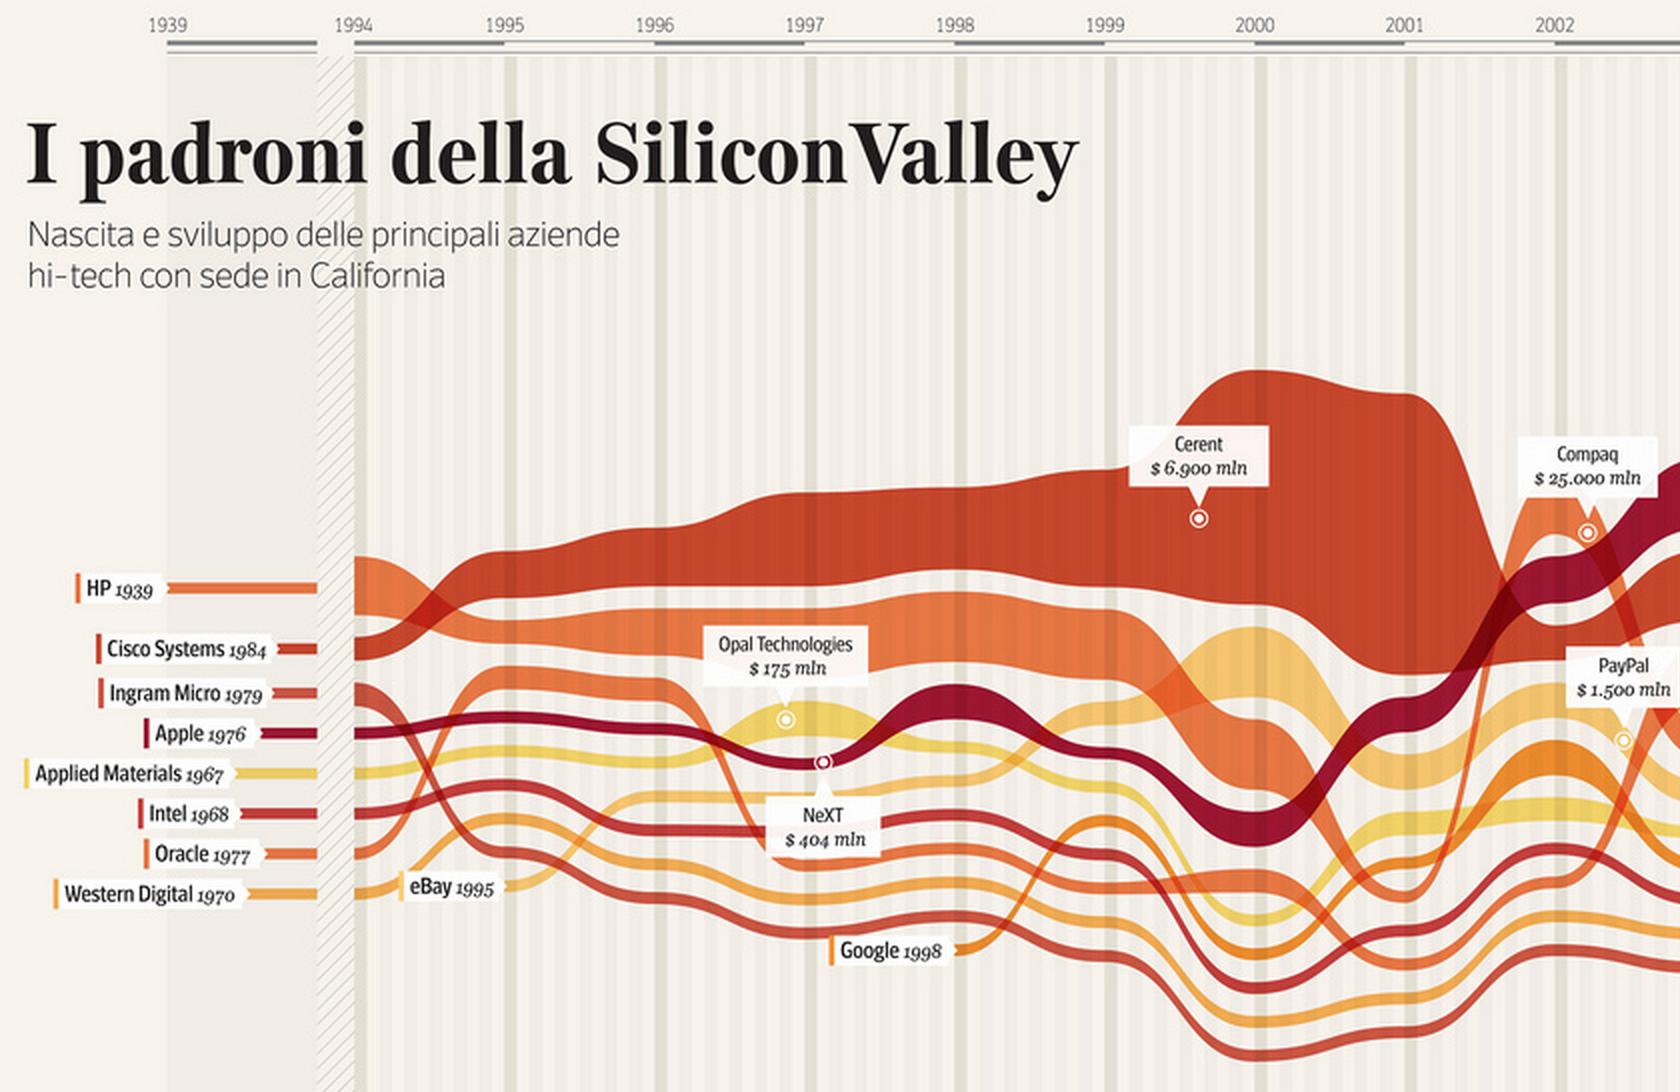 1939 1994 1995 1996 1997 1998 1999 2000 2001 2002
I padroni della SiliconValley
Nascita e sviluppo delle principali aziende
hi-tech con sede in California
Cerent
$ 6.900 mln
Compaq
$ 25.000 mln
HP 1939
Cisco Systems 1984
Opal Technologies
$ 175 mln
PayPal
$ 1.500 mln
Ingram Micro 1979
Apple 1976
Applied Materials 1967
Intel 1968
NeXT
$ 404 mln
Oracle 1977
Western Digital 1970
eBay 1995
Google 1998